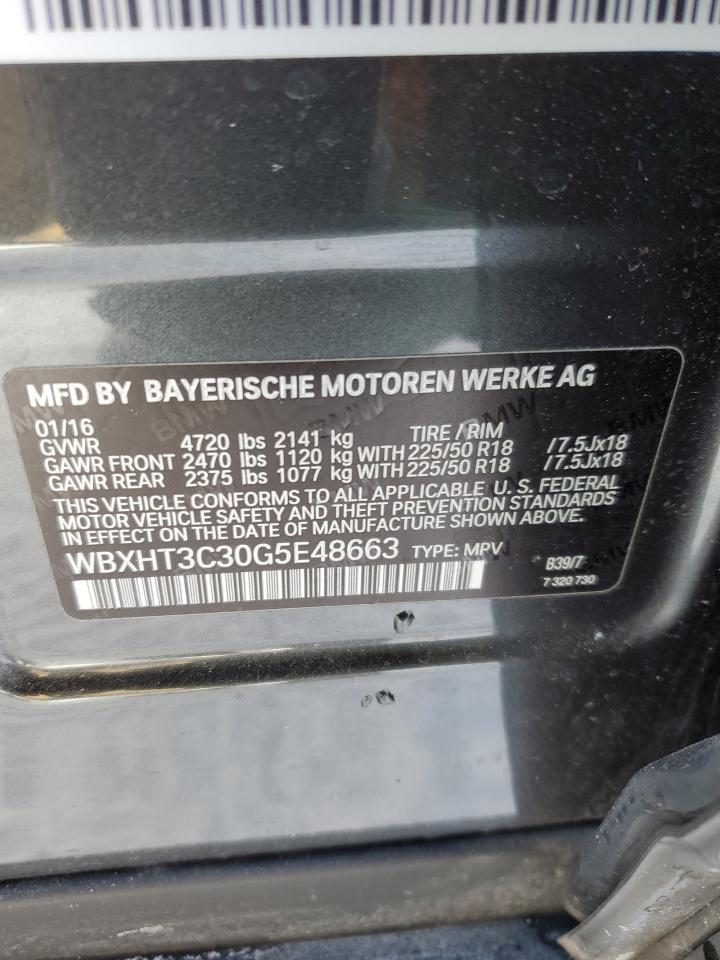 MFD BY BAYERISCHE MOTOREN WERKE AG
01/16 TIRE / RIM
GVWR 4720 lbs 2141 kg
GAWR FRONT 2470 lbs 1120 kg WITH 225/50 R18 /7.5Jx18
GAWR REAR 2375 lbs 1077 kg WITH 225/50 R18 /7.5Jx18
THIS VEHICLE CONFORMS TO ALL APPLICABLE U. S. FEDERAL
MOTOR VEHICLE SAFETY AND THEFT PREVENTION STANDARDS
IN EFFECT ON THE DATE OF MANUFACTURE SHOWN ABOVE.
WBXHT3C30G5E48663 TYPE: MPV B39/7
7 320 730